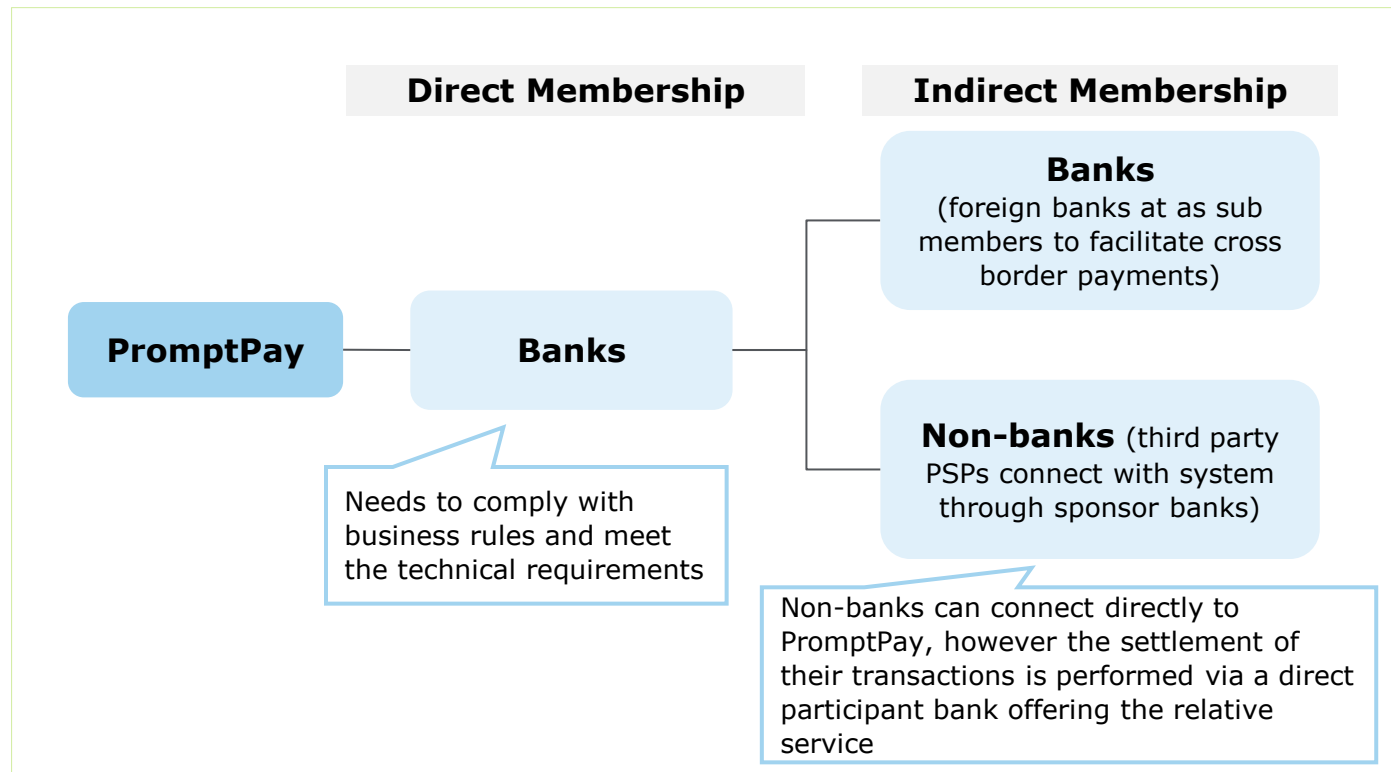 Direct Membership
Indirect Membership
Banks
(foreign banks at as sub
members to facilitate cross
border payments)
PromptPay
Banks
Non-banks (third party
PSPs connect with system
through sponsor banks)
Needs to comply with
business rules and meet
the technical requirements
Non-banks can connect directly to
PromptPay, however the settlement of
their transactions is performed via a direct
participant bank offering the relative
service